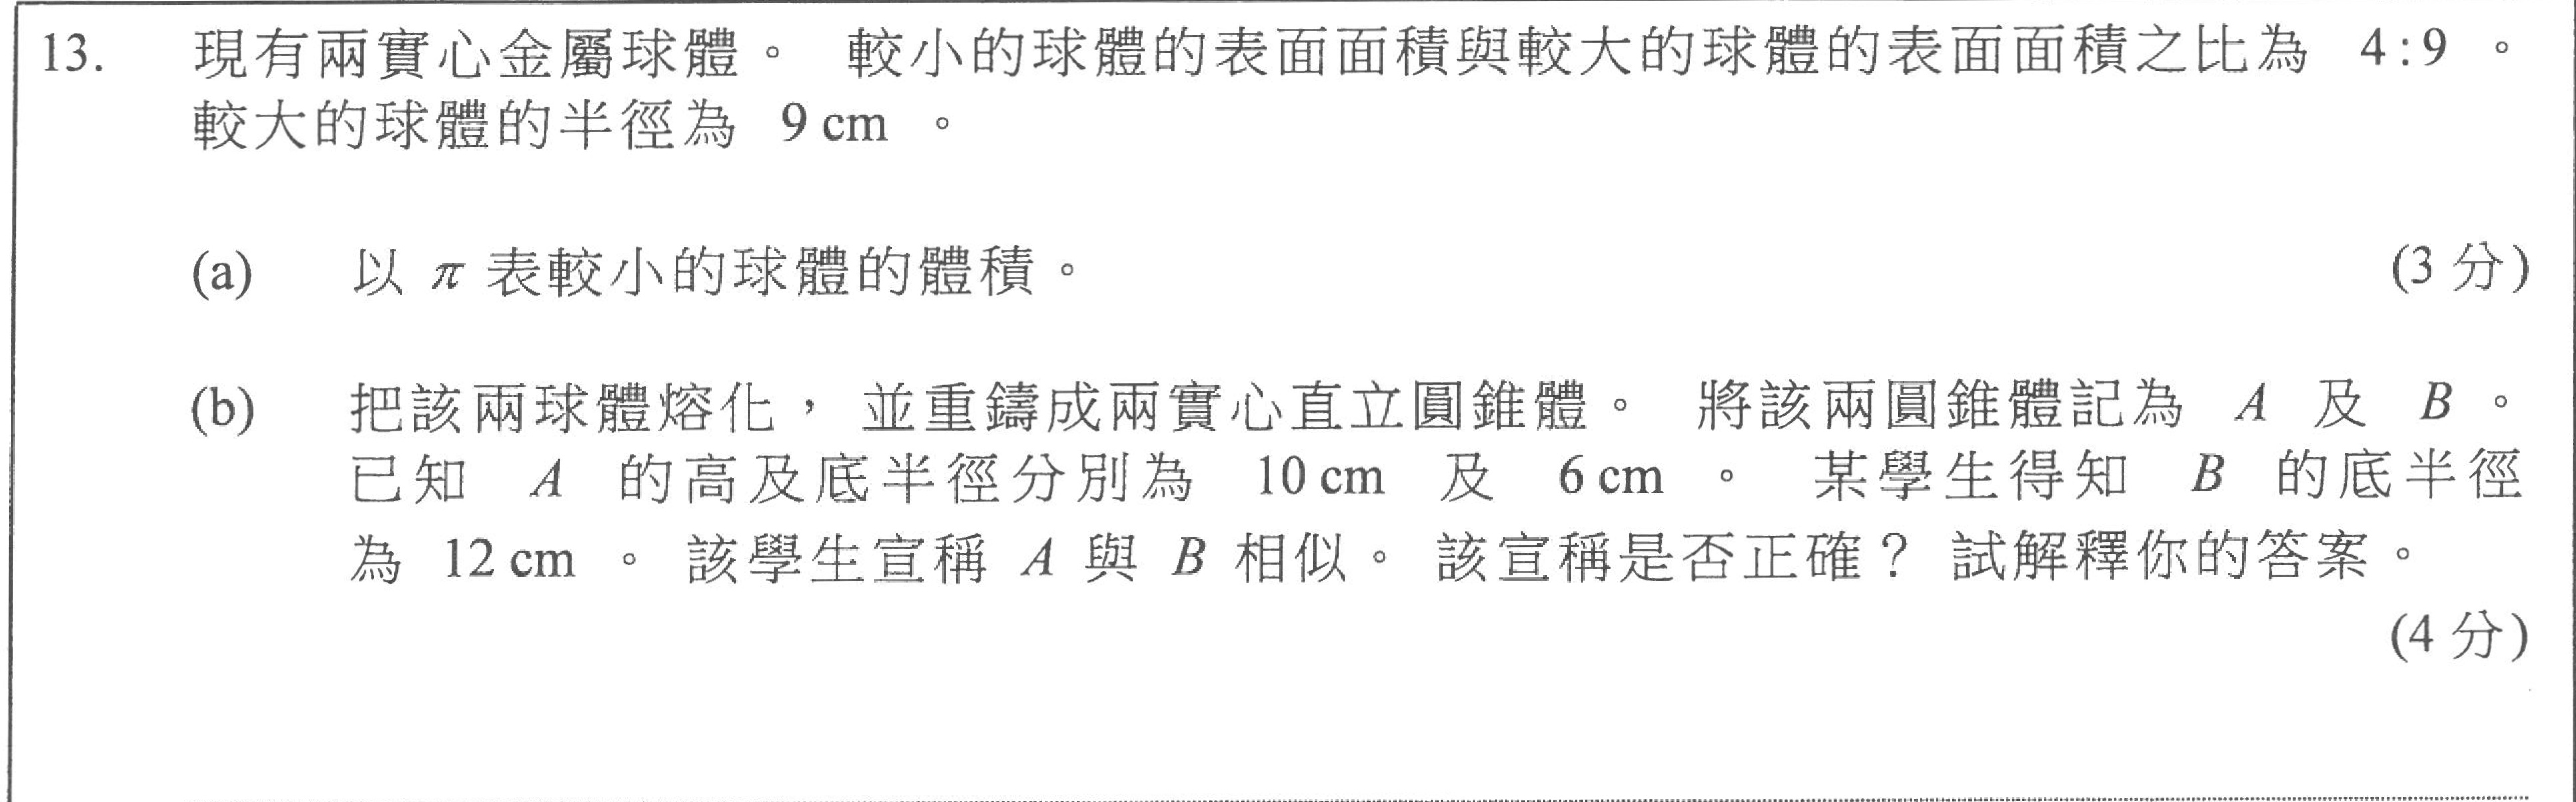 13. 現有兩實心金屬球體。 較小的球體的表面面積與較大的球體的表面面積之比為 4:9 。
較大的球體的半徑為 9 cm 。
(a) 以 π 表較小的球體的體積。 (3 分)
(b) 把該兩球體熔化，並重鑄成兩實心直立圓錐體。 將該兩圓錐體記為 A 及 B 。
已知 A 的高及底半徑分別為 10 cm 及 6 cm 。 某學生得知 B 的底半徑
為 12 cm 。 該學生宣稱 A 與 B 相似。 該宣稱是否正確？ 試解釋你的答案。
(4 分)